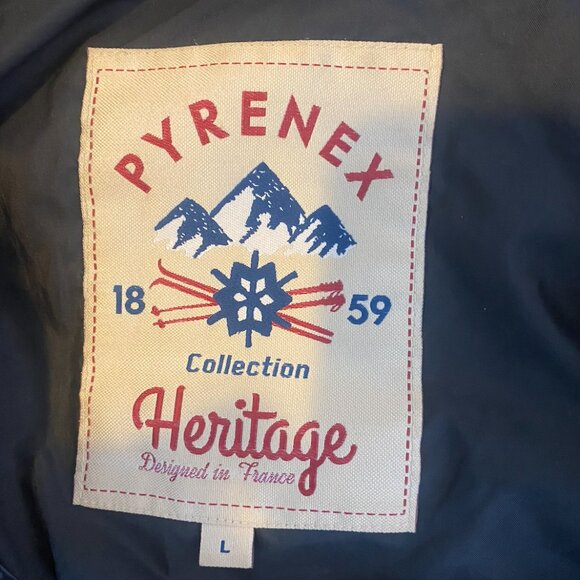 PYRENEX
18 59
Collection
Heritage
Designed in France
L